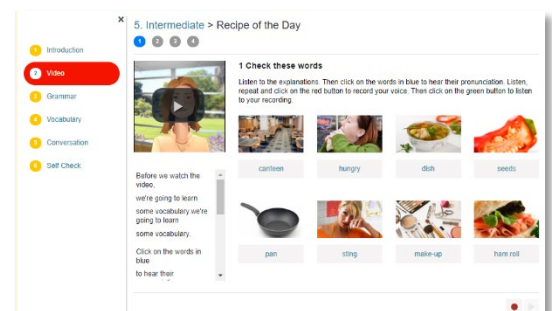 ×
5. Intermediate > Recipe of the Day
1 2 3 4
1 Introduction
2 Video
3 Grammar
4 Vocabulary
5 Conversation
6 Self Check
1 Check these words
Listen to the explanations. Then click on the words in blue to hear their pronunciation. Listen,
repeat and click on the red button to record your voice. Then click on the green button to listen
to your recording.
canteen
hungry
dish
seeds
pan
sting
make-up
ham roll
Before we watch the
video,
we're going to learn
some vocabulary.we're
going to learn
some vocabulary.
Click on the words in
blue
to hear their